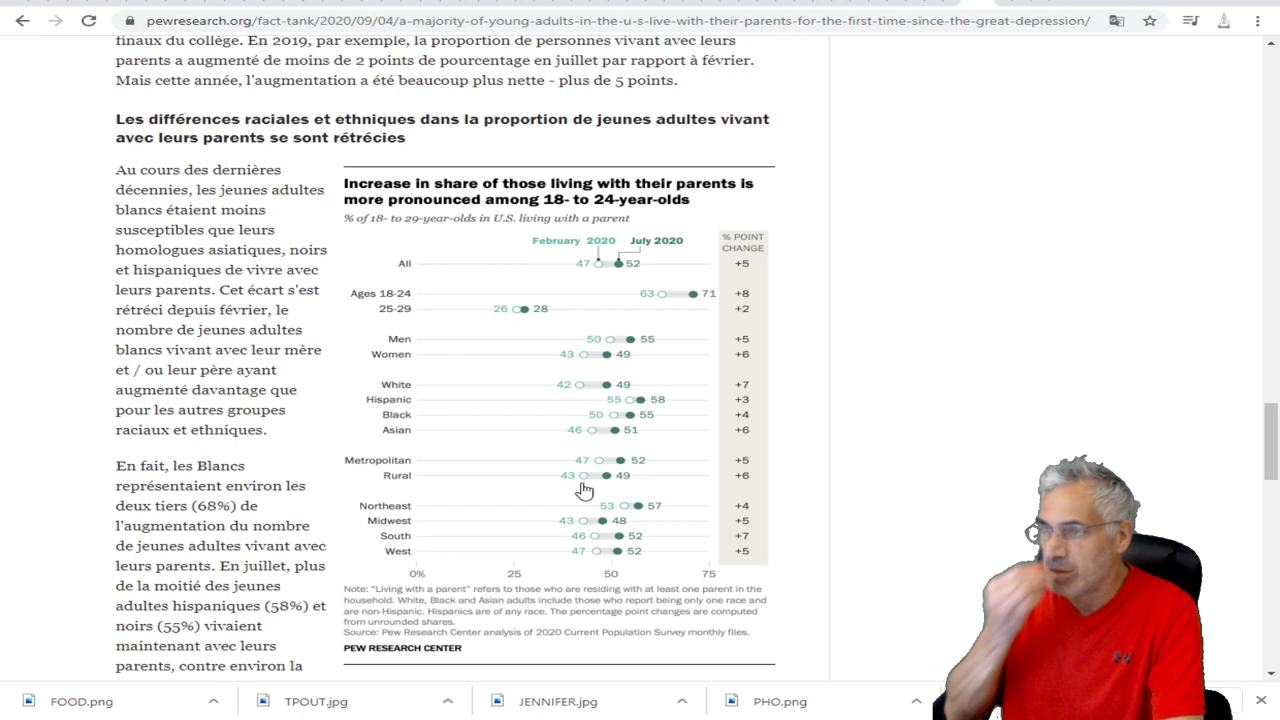 pewresearch.org/fact-tank/2020/09/04/a-majority-of-young-adults-in-the-u-s-live-with-their-parents-for-the-first-time-since-the-great-depression/
finaux du collège. En 2019, par exemple, la proportion de personnes vivant avec leurs
parents a augmenté de moins de 2 points de pourcentage en juillet par rapport à février.
Mais cette année, l'augmentation a été beaucoup plus nette - plus de 5 points.
Les différences raciales et ethniques dans la proportion de jeunes adultes vivant
avec leurs parents se sont rétrécies
Au cours des dernières
décennies, les jeunes adultes
blancs étaient moins
susceptibles que leurs
homologues asiatiques, noirs
et hispaniques de vivre avec
leurs parents. Cet écart s'est
rétréci depuis février, le
nombre de jeunes adultes
blancs vivant avec leur mère
et / ou leur père ayant
augmenté davantage que
pour les autres groupes
raciaux et ethniques.
En fait, les Blancs
représentaient environ les
deux tiers (68%) de
l'augmentation du nombre
de jeunes adultes vivant avec
leurs parents. En juillet, plus
de la moitié des jeunes
adultes hispaniques (58%) et
noirs (55%) vivaient
maintenant avec leurs
parents, contre environ la
Increase in share of those living with their parents is
more pronounced among 18- to 24-year-olds
% of 18- to 29-year-olds in U.S. living with a parent
February 2020 July 2020
% POINT
CHANGE
All 47 52 +5
Ages 18-24 63 71 +8
25-29 26 28 +2
Men 50 55 +5
Women 43 49 +6
White 42 49 +7
Hispanic 55 58 +3
Black 50 55 +4
Asian 46 51 +6
Metropolitan 47 52 +5
Rural 43 49 +6
Northeast 53 57 +4
Midwest 43 48 +5
South 46 52 +7
West 47 52 +5
0% 25 50 75
Note: “Living with a parent” refers to those who are residing with at least one parent in the
household. White, Black and Asian adults include those who report being only one race and
are non-Hispanic. Hispanics are of any race. The percentage point changes are computed
from unrounded shares.
Source: Pew Research Center analysis of 2020 Current Population Survey monthly files.
PEW RESEARCH CENTER
FOOD.png
TPOUT.jpg
JENNIFER.jpg
PHO.png